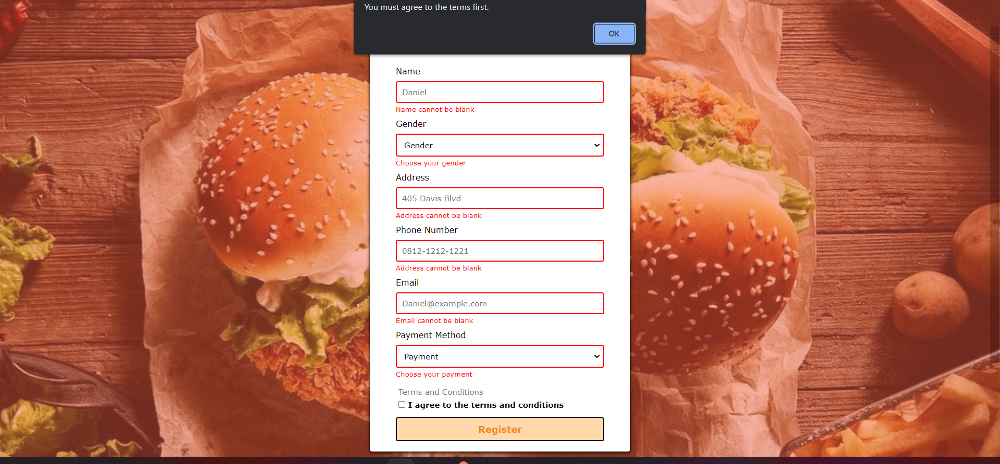 You must agree to the terms first.
OK
Name
Daniel
Name cannot be blank
Gender
Gender
Choose your gender
Address
405 Davis Blvd
Address cannot be blank
Phone Number
0812-1212-1221
Address cannot be blank
Email
Daniel@example.com
Email cannot be blank
Payment Method
Payment
Choose your payment
Terms and Conditions
I agree to the terms and conditions
Register